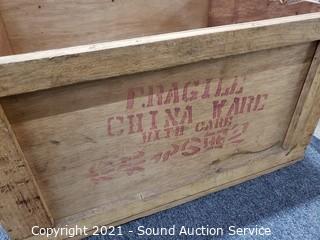 FRAGILE
CHINA WARE
WITH CARE
Copyright 2021 - Sound Auction Service